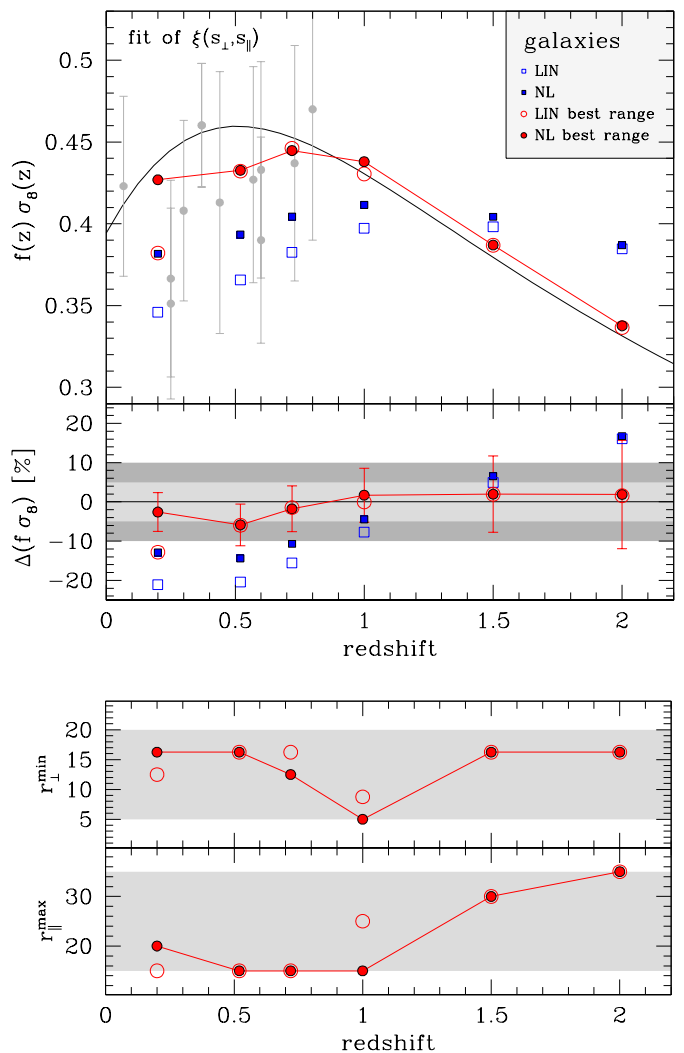 fit of ξ(s⊥,s∥)
galaxies
LIN
NL
LIN best range
NL best range
f(z) σ8(z)
0.5
0.45
0.4
0.35
0.3
Δ(f σ8) [%]
20
10
0
−10
−20
0 0.5 1 1.5 2
redshift
r⊥min
20
15
10
5
r∥max
30
20
0 0.5 1 1.5 2
redshift